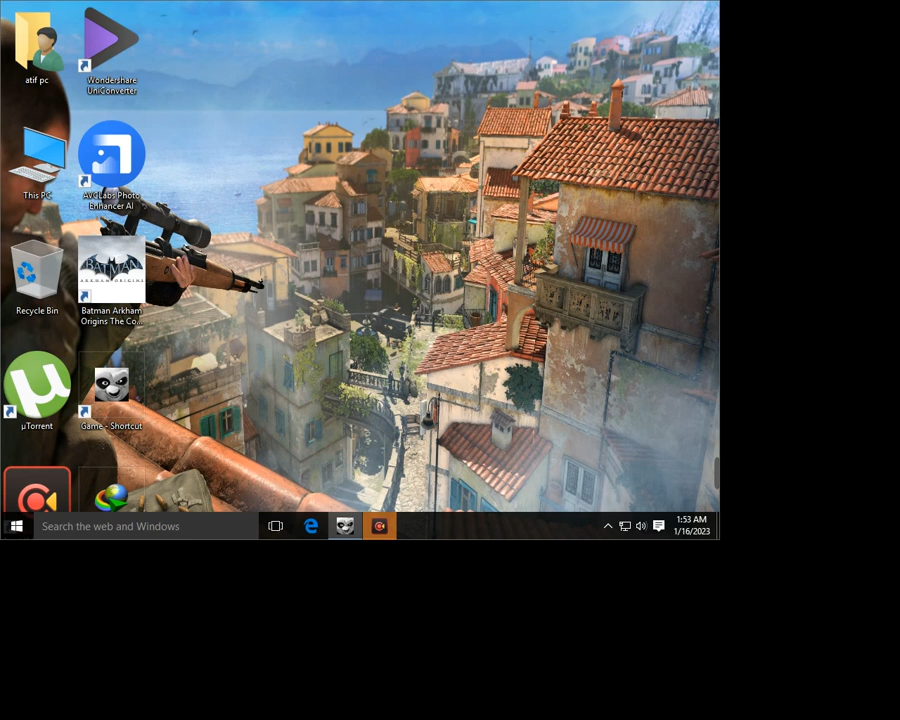 atif pc
Wondershare
UniConverter
This PC
AVCLabs Photo
Enhancer AI
Recycle Bin
BATMAN
ARKHAM ORIGINS
Batman Arkham
Origins The Co...
µTorrent
Game - Shortcut
Search the web and Windows
1:53 AM
1/16/2023